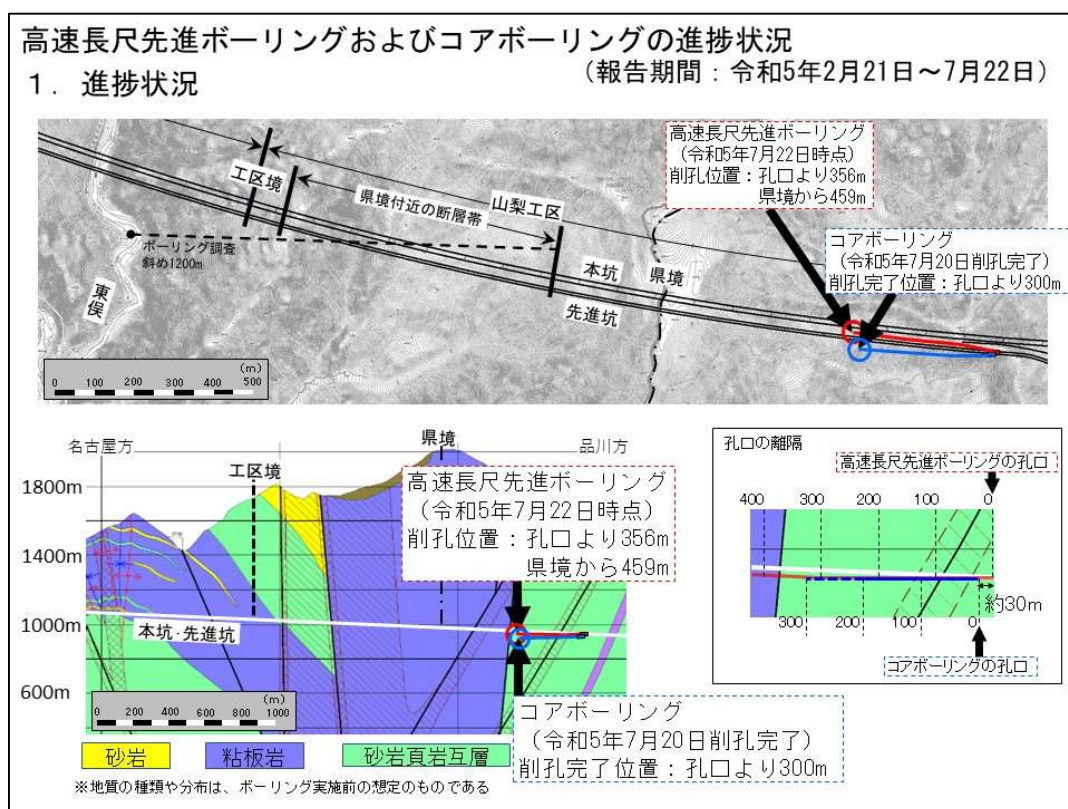 高速長尺先進ボーリングおよびコアボーリングの進捗状況
1. 進捗状況
(報告期間：令和5年2月21日～7月22日)
高速長尺先進ボーリング
(令和5年7月22日時点)
削孔位置：孔口より356m
県境から459m
工区境
県境付近の断層帯
山梨工区
コアボーリング
(令和5年7月20日削孔完了)
削孔完了位置：孔口より300m
ボーリング調査
斜め1200m
東俣
本坑
県境
先進坑
(m)
0 100 200 300 400 500
名古屋方
県境
品川方
工区境
1800m
1400m
1000m
600m
高速長尺先進ボーリング
(令和5年7月22日時点)
削孔位置：孔口より356m
県境から459m
本坑・先進坑
(m)
0 200 400 600 800 1000
コアボーリング
(令和5年7月20日削孔完了)
削孔完了位置：孔口より300m
砂岩
粘板岩
砂岩頁岩互層
※地質の種類や分布は、ボーリング実施前の想定のものである
孔口の離隔
高速長尺先進ボーリングの孔口
400 300 200 100 0
約30m
300 200 100 0
コアボーリングの孔口